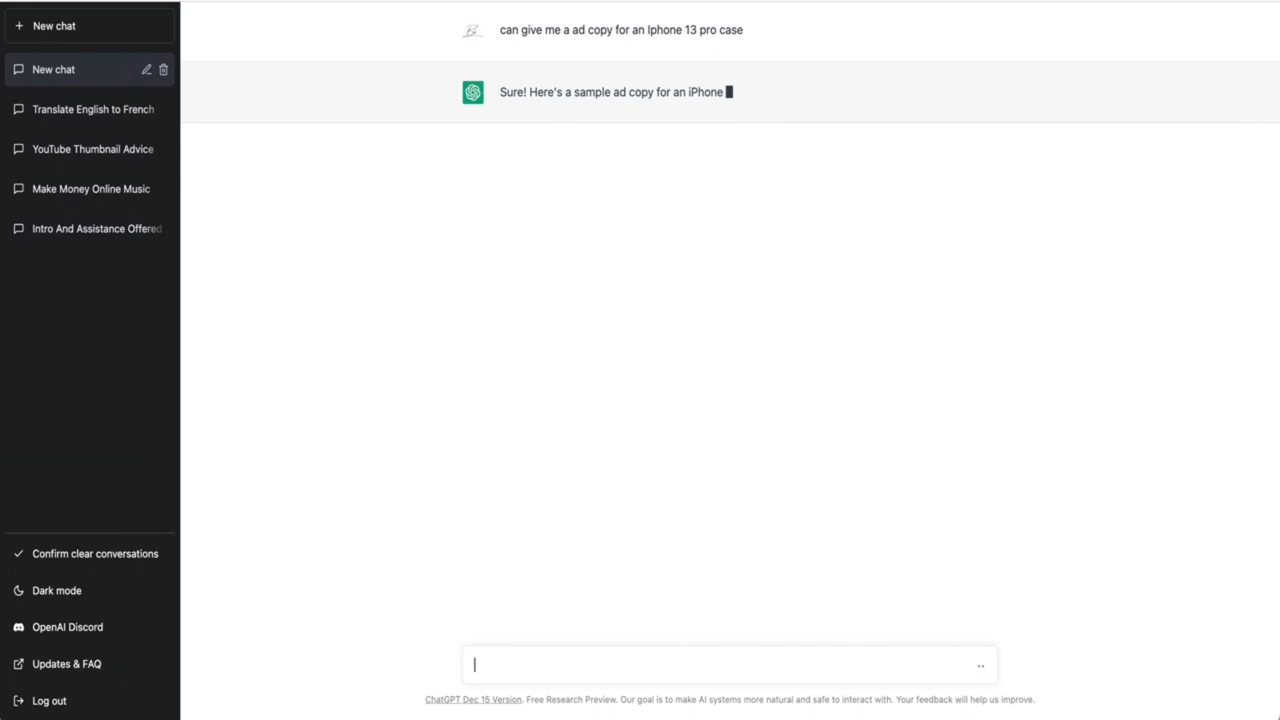 New chat
New chat
Translate English to French
YouTube Thumbnail Advice
Make Money Online Music
Intro And Assistance Offered
Confirm clear conversations
Dark mode
OpenAI Discord
Updates & FAQ
Log out
can give me a ad copy for an Iphone 13 pro case
Sure! Here's a sample ad copy for an iPhone
ChatGPT Dec 15 Version. Free Research Preview. Our goal is to make AI systems more natural and safe to interact with. Your feedback will help us improve.